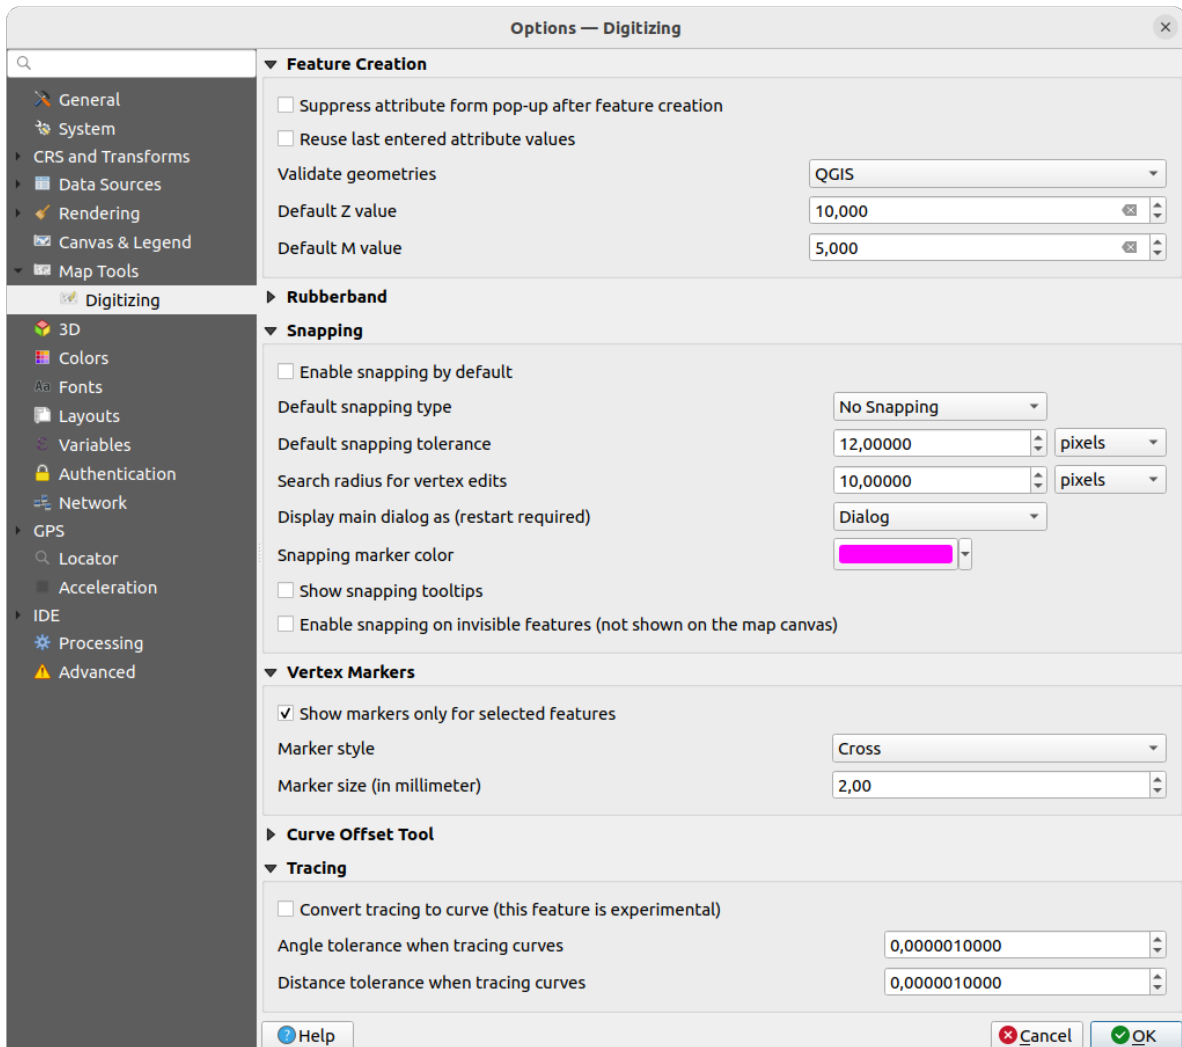 Options — Digitizing
General
System
CRS and Transforms
Data Sources
Rendering
Canvas & Legend
Map Tools
Digitizing
3D
Colors
Fonts
Layouts
Variables
Authentication
Network
GPS
Locator
Acceleration
IDE
Processing
Advanced
Feature Creation
Suppress attribute form pop-up after feature creation
Reuse last entered attribute values
Validate geometries QGIS
Default Z value 10,000
Default M value 5,000
Rubberband
Snapping
Enable snapping by default
Default snapping type No Snapping
Default snapping tolerance 12,00000 pixels
Search radius for vertex edits 10,00000 pixels
Display main dialog as (restart required) Dialog
Snapping marker color
Show snapping tooltips
Enable snapping on invisible features (not shown on the map canvas)
Vertex Markers
Show markers only for selected features
Marker style Cross
Marker size (in millimeter) 2,00
Curve Offset Tool
Tracing
Convert tracing to curve (this feature is experimental)
Angle tolerance when tracing curves 0,0000010000
Distance tolerance when tracing curves 0,0000010000
Help Cancel OK